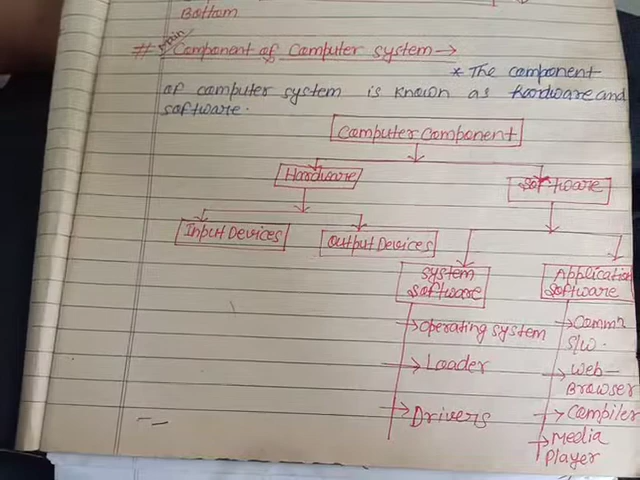 Bottom
# Main Component of Computer system →
* The component
of computer system is known as hardware and
software.
Computer Component
Hardware
Software
Input Devices
Output Devices
System
Software
Application
Software
→ Operating system
→ Loader
→ Drivers
→ Commn
S/W.
→ Web-
Browser
→ Compiler
→ Media
Player